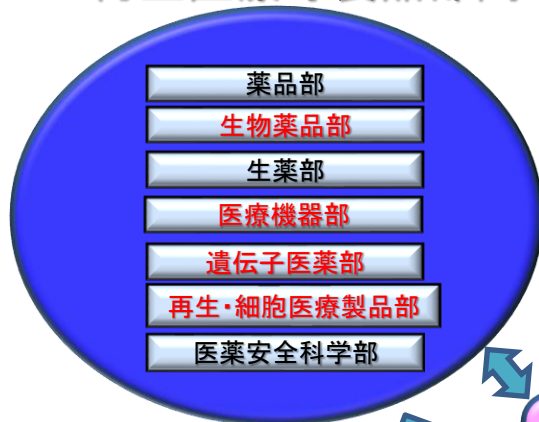 薬品部
生物薬品部
生薬部
医療機器部
遺伝子医薬部
再生・細胞医療製品部
医薬安全科学部